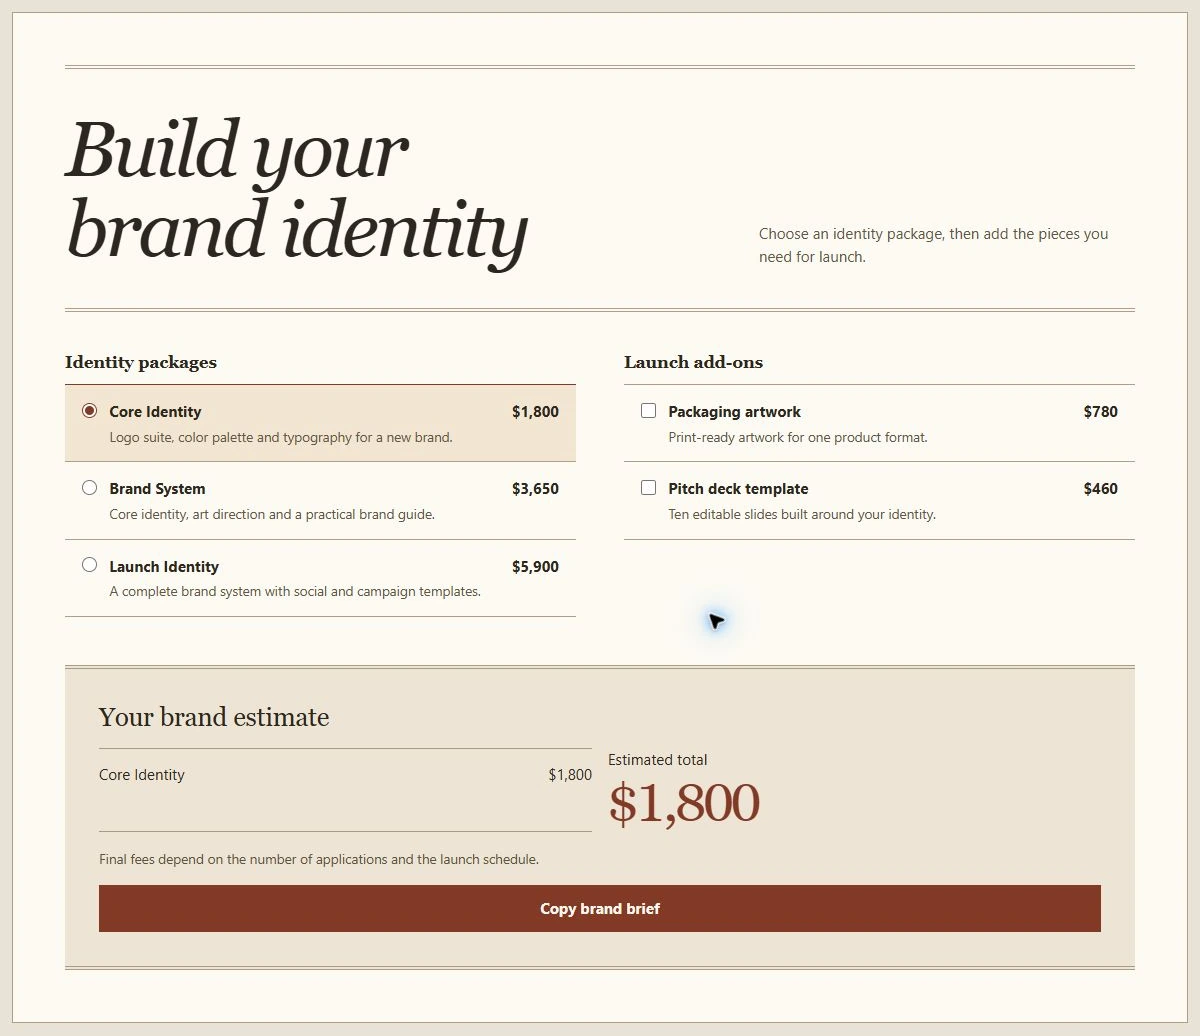 Build your
brand identity
Choose an identity package, then add the pieces you
need for launch.
Identity packages
Core Identity $1,800
Logo suite, color palette and typography for a new brand.
Brand System $3,650
Core identity, art direction and a practical brand guide.
Launch Identity $5,900
A complete brand system with social and campaign templates.
Launch add-ons
Packaging artwork $780
Print-ready artwork for one product format.
Pitch deck template $460
Ten editable slides built around your identity.
Your brand estimate
Core Identity $1,800
Estimated total
$1,800
Final fees depend on the number of applications and the launch schedule.
Copy brand brief